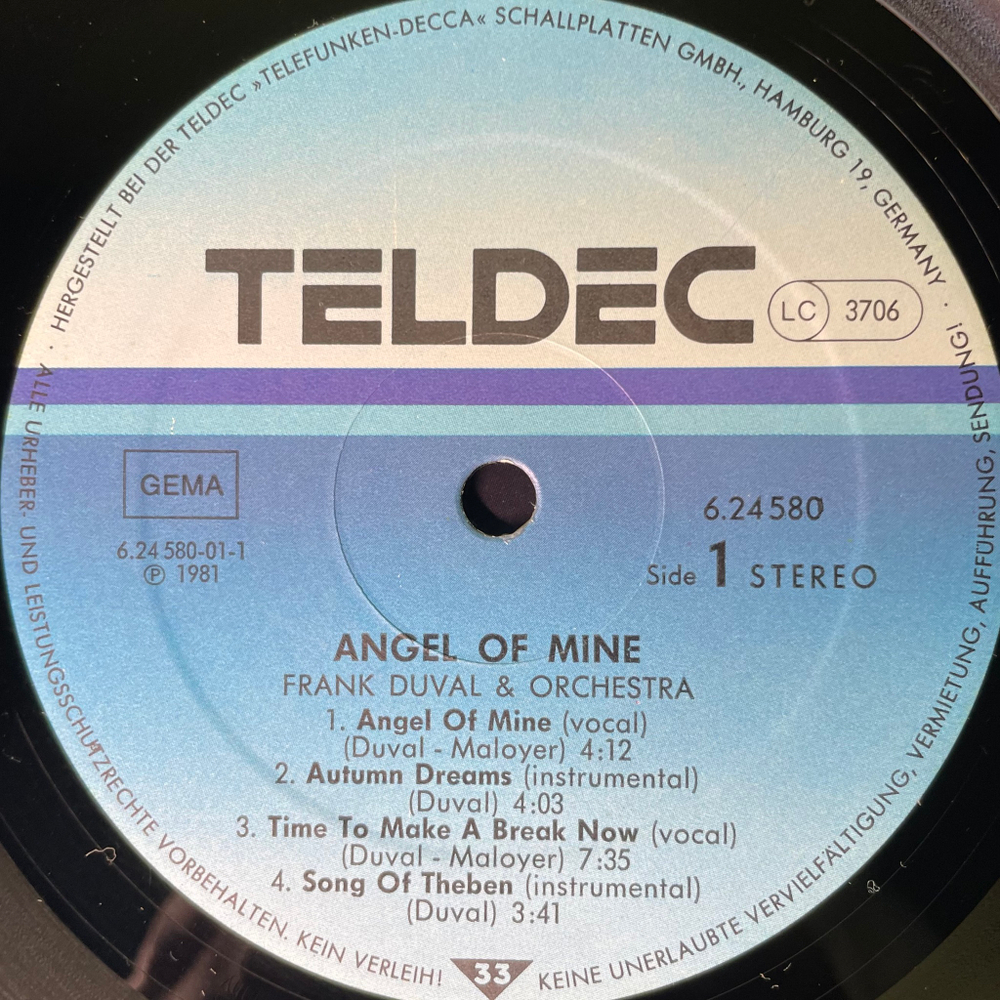 HERGESTELLT BEI DER TELDEC »TELEFUNKEN-DECCA« SCHALLPLATTEN GMBH., HAMBURG 19, GERMANY ·
TELDEC
LC 3706
GEMA
6.24580
6.24 580-01-1
Side 1 STEREO
℗ 1981
ANGEL OF MINE
FRANK DUVAL & ORCHESTRA
1. Angel Of Mine (vocal)
(Duval - Maloyer) 4:12
2. Autumn Dreams (instrumental)
(Duval) 4:03
3. Time To Make A Break Now (vocal)
(Duval - Maloyer) 7:35
4. Song Of Theben (instrumental)
(Duval) 3:41
33
· ALLE URHEBER- UND LEISTUNGSSCHUTZRECHTE VORBEHALTEN. KEIN VERLEIH! KEINE UNERLAUBTE VERVIELFÄLTIGUNG, VERMIETUNG, AUFFÜHRUNG, SENDUNG!